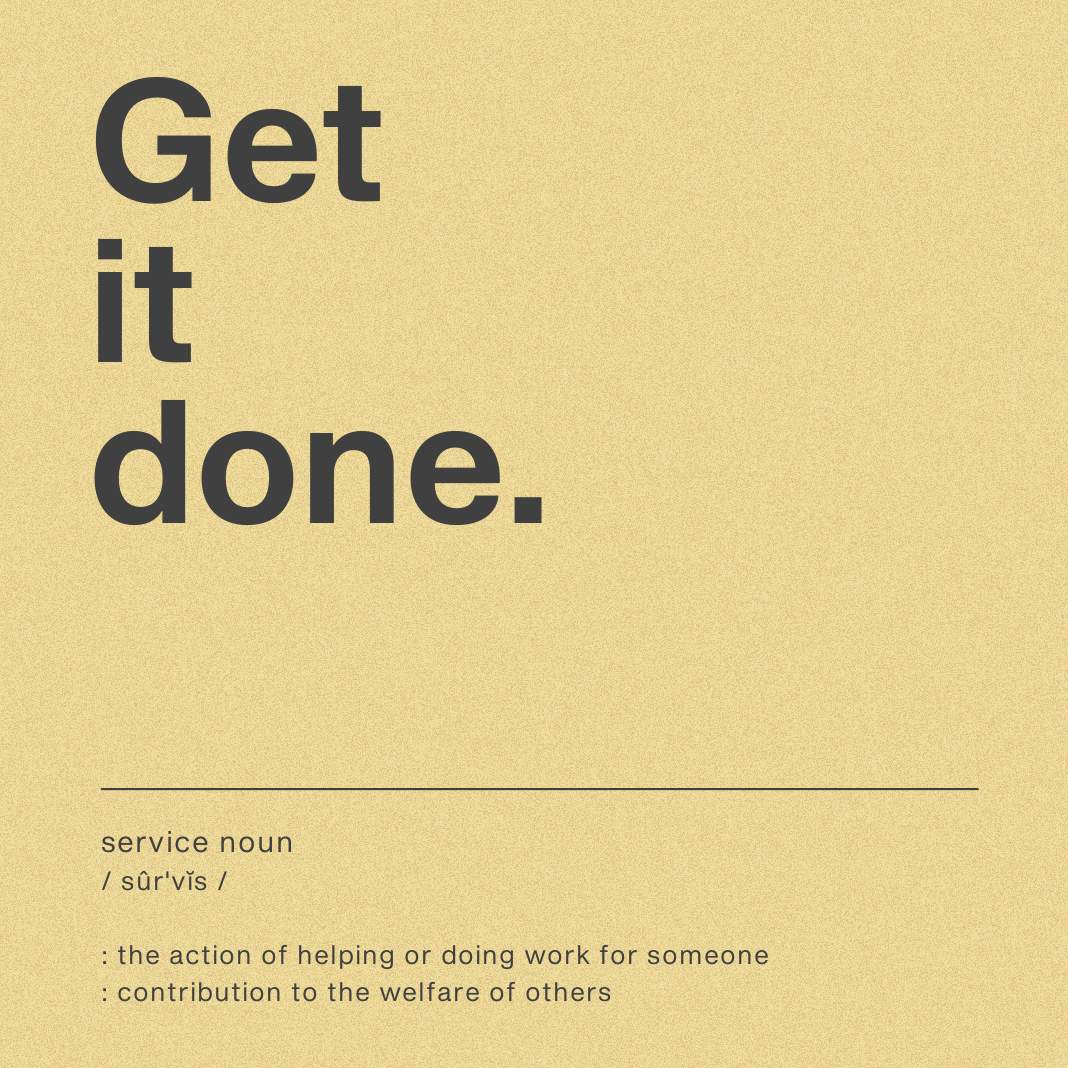 Get
it
done.
service noun
/ sûr'vĭs /
: the action of helping or doing work for someone
: contribution to the welfare of others